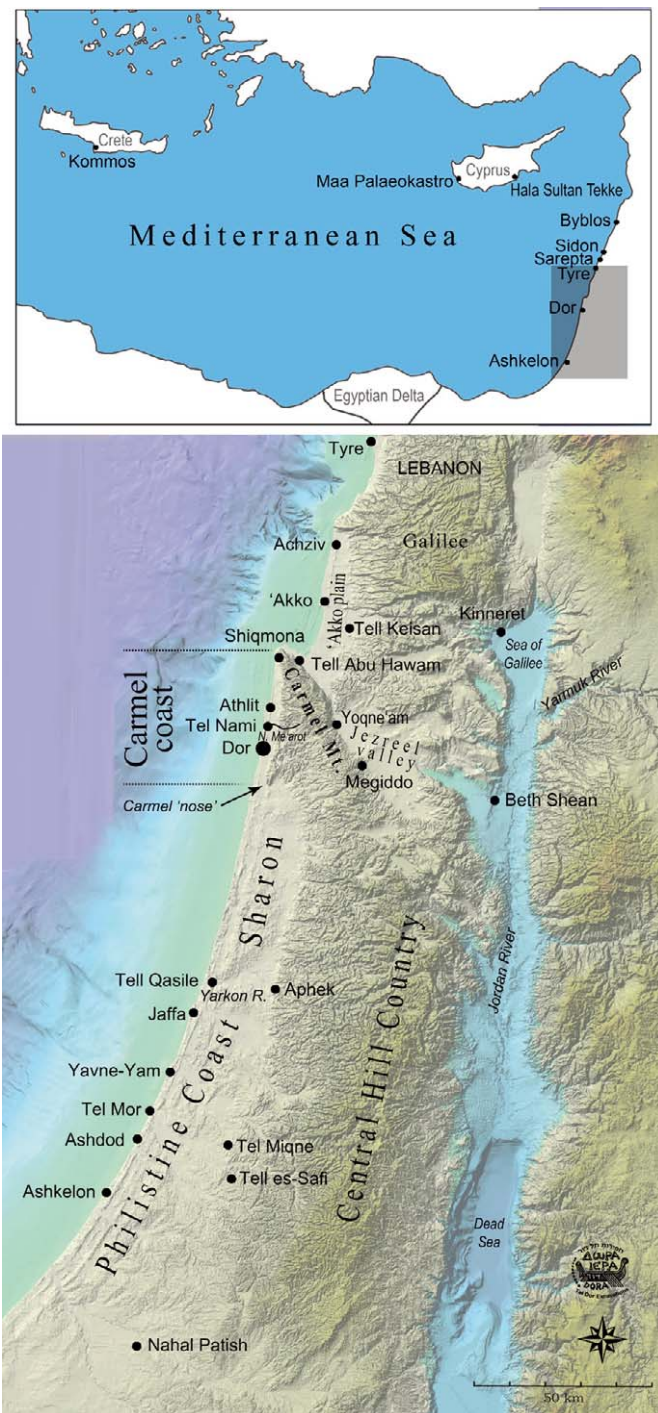 Crete
Kommos
Maa Palaeokastro
Cyprus
Hala Sultan Tekke
Byblos
Mediterranean Sea
Sidon
Sarepta
Tyre
Dor
Ashkelon
Egyptian Delta
Tyre
LEBANON
Achziv
Galilee
'Akko
'Akko plain
Tell Keisan
Kinneret
Sea of
Galilee
Shiqmona
Tell Abu Hawam
Yarmuk River
Carmel
coast
Carmel Mt.
Athlit
Tel Nami
N. Me'arot
Yoqne'am
Dor
Jezreel
valley
Megiddo
Carmel 'nose'
Beth Shean
Sharon
Jordan River
Tell Qasile
Yarkon R.
Aphek
Jaffa
Central Hill Country
Philistine Coast
Yavne-Yam
Tel Mor
Ashdod
Tel Miqne
Tell es-Safi
Ashkelon
Dead
Sea
ΔΟΥΡΑ
ΙΕΡΑ
DORA
Nahal Patish
50 km